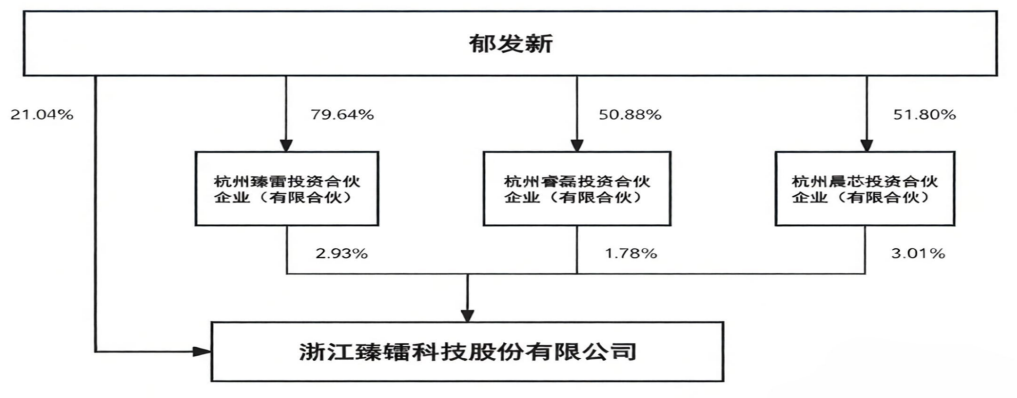 郁发新
21.04%
79.64%
50.88%
51.80%
杭州臻雷投资合伙
企业（有限合伙）
杭州睿磊投资合伙
企业（有限合伙）
杭州晨芯投资合伙
企业（有限合伙）
2.93%
1.78%
3.01%
浙江臻镭科技股份有限公司